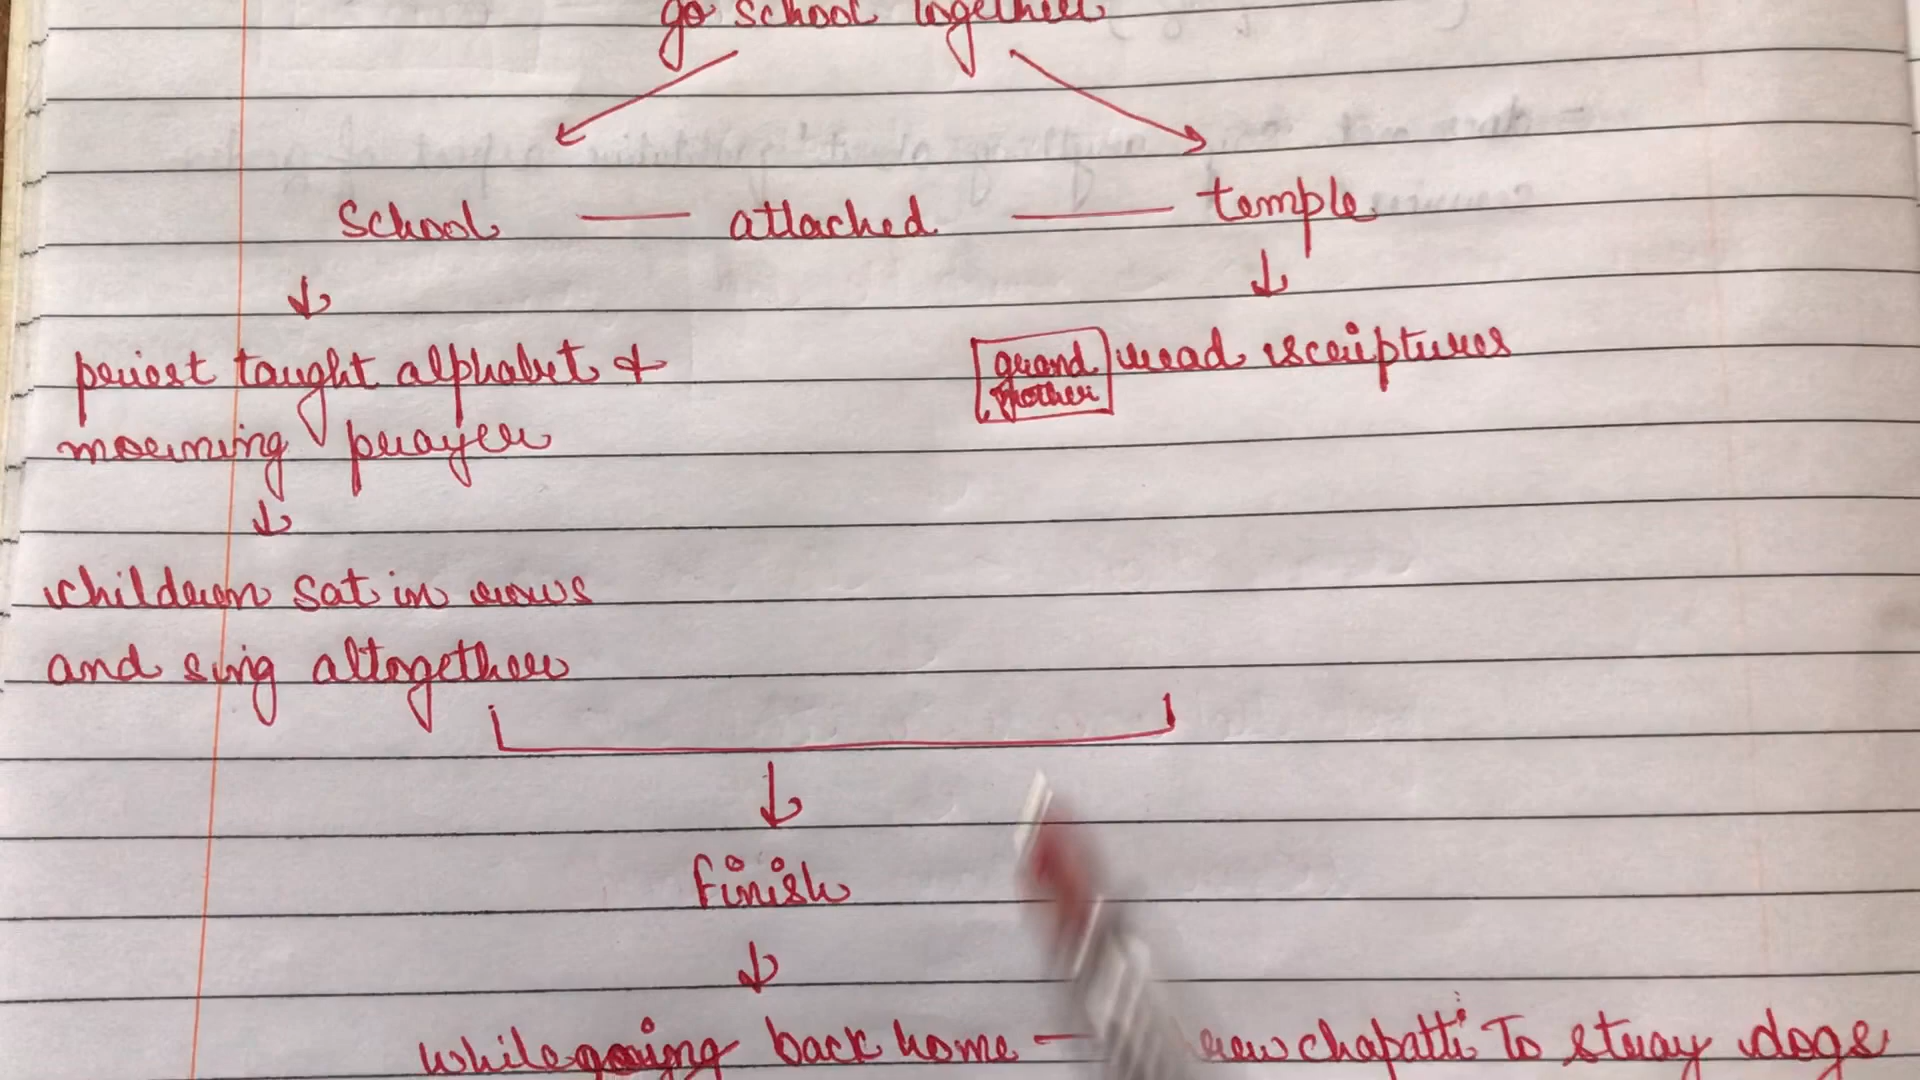 go school together
School — attached — temple
priest taught alphabet &
morning prayer
grand
mother
read scriptures
children sat in rows
and sing altogether
finish
while going back home — chapatti to stray dogs